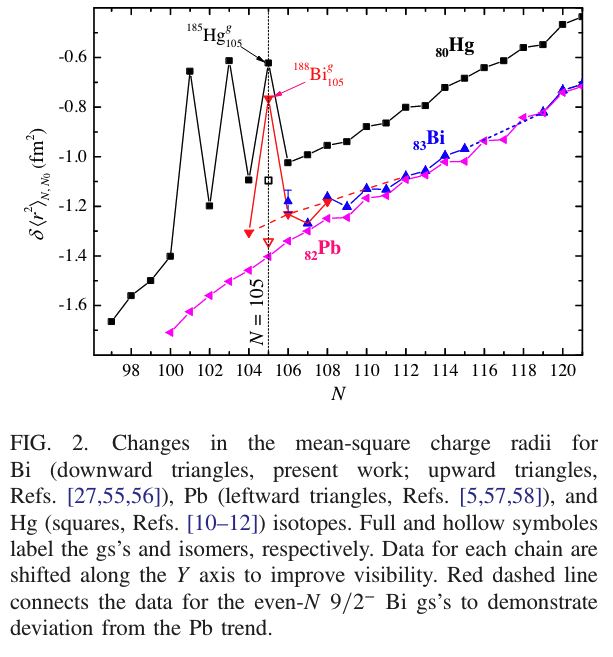 -0.6
-0.8
-1.0
-1.2
-1.4
-1.6
δ⟨r²⟩N,N0 (fm²)
¹⁸⁵Hgᵍ₁₀₅
¹⁸⁸Biᵍ₁₀₅
₈₀Hg
₈₃Bi
₈₂Pb
N = 105
98 100 102 104 106 108 110 112 114 116 118 120
N
FIG. 2. Changes in the mean-square charge radii for
Bi (downward triangles, present work; upward triangles,
Refs. [27,55,56]), Pb (leftward triangles, Refs. [5,57,58]), and
Hg (squares, Refs. [10–12]) isotopes. Full and hollow symbols
label the gs's and isomers, respectively. Data for each chain are
shifted along the Y axis to improve visibility. Red dashed line
connects the data for the even-N 9/2⁻ Bi gs's to demonstrate
deviation from the Pb trend.